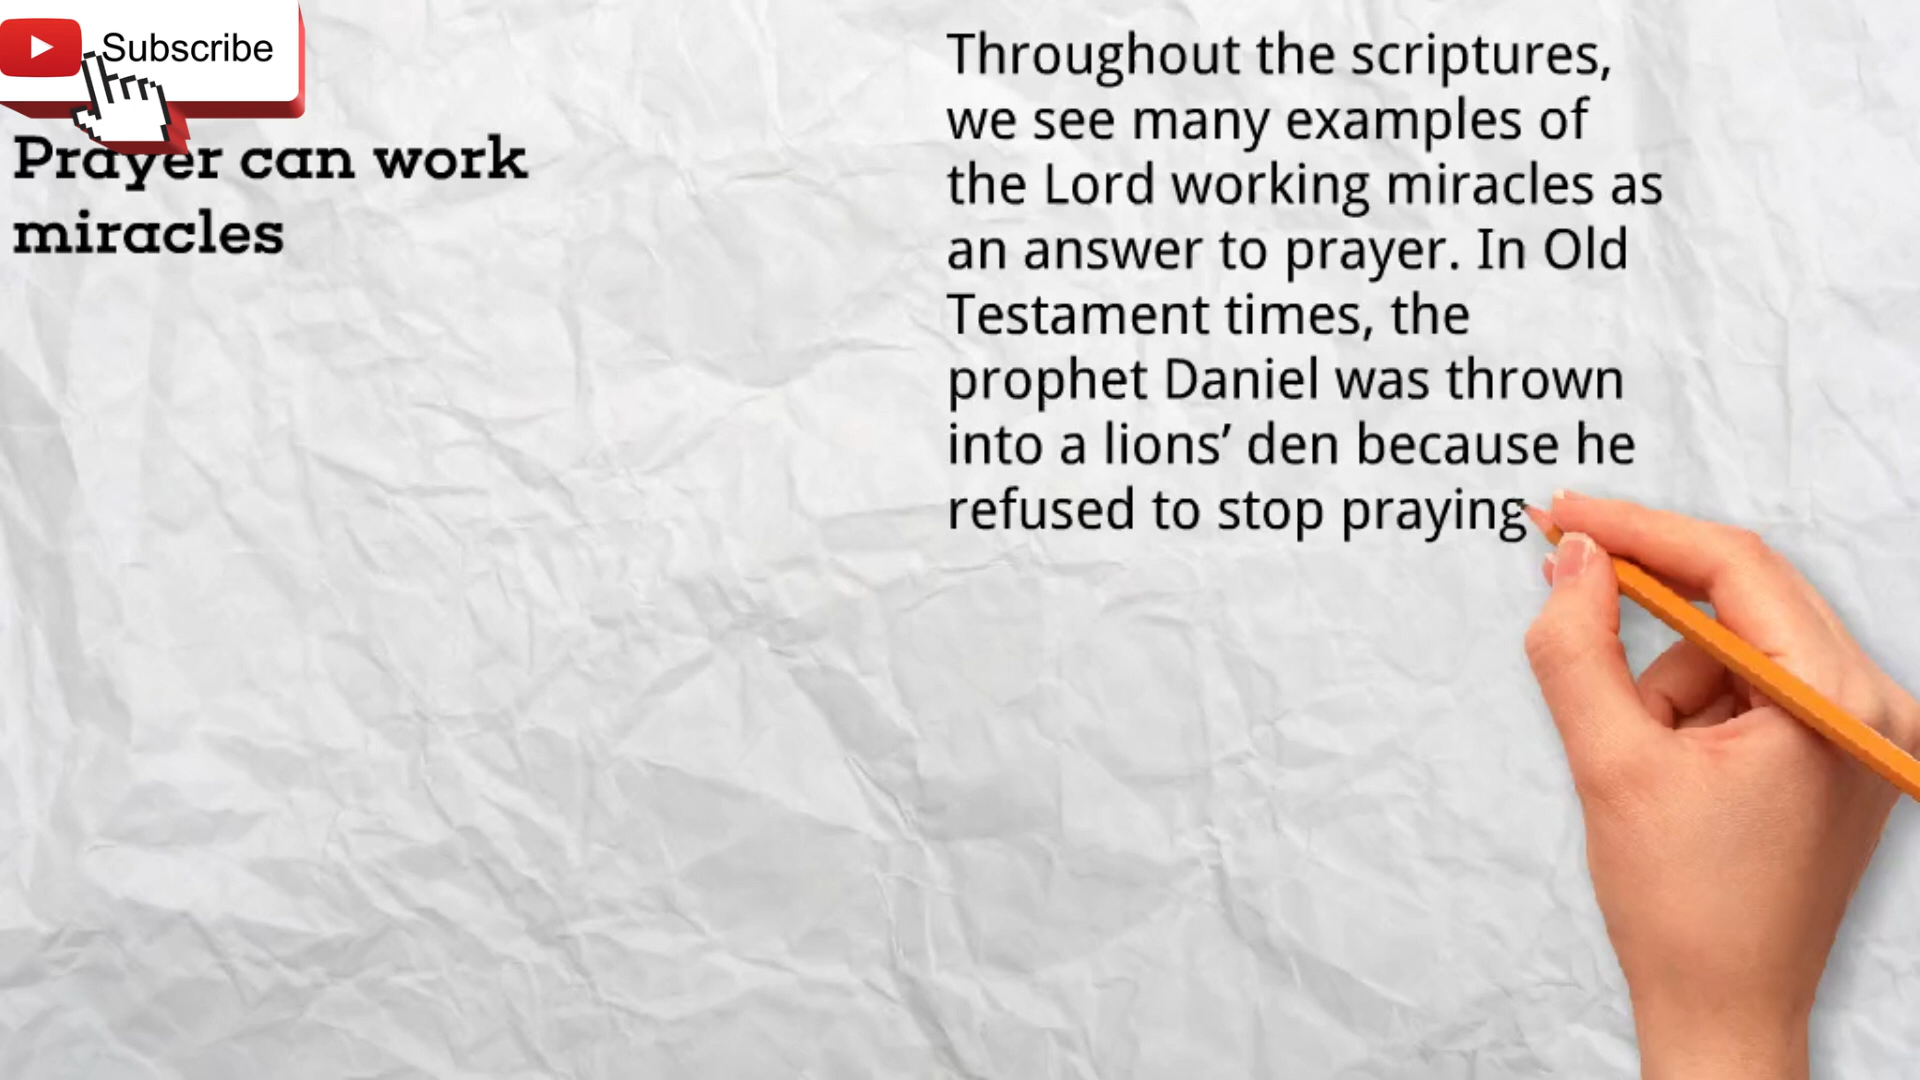 Subscribe
Prayer can work
miracles
Throughout the scriptures,
we see many examples of
the Lord working miracles as
an answer to prayer. In Old
Testament times, the
prophet Daniel was thrown
into a lions’ den because he
refused to stop praying